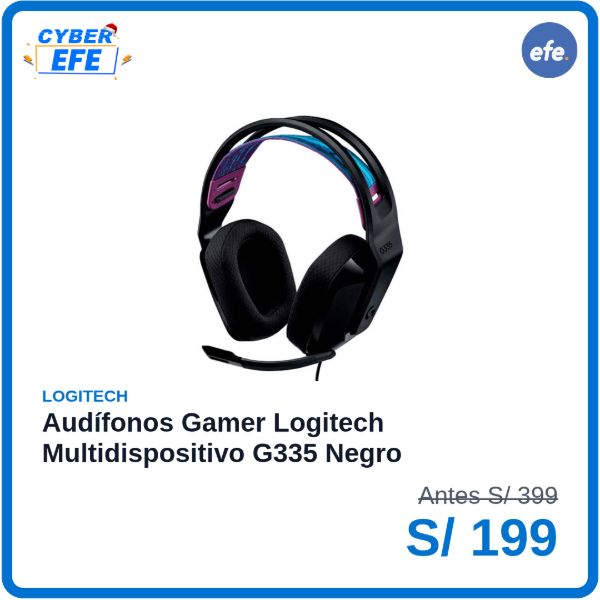 CYBER
EFE
efe.
G335
LOGITECH
Audífonos Gamer Logitech
Multidispositivo G335 Negro
Antes S/ 399
S/ 199